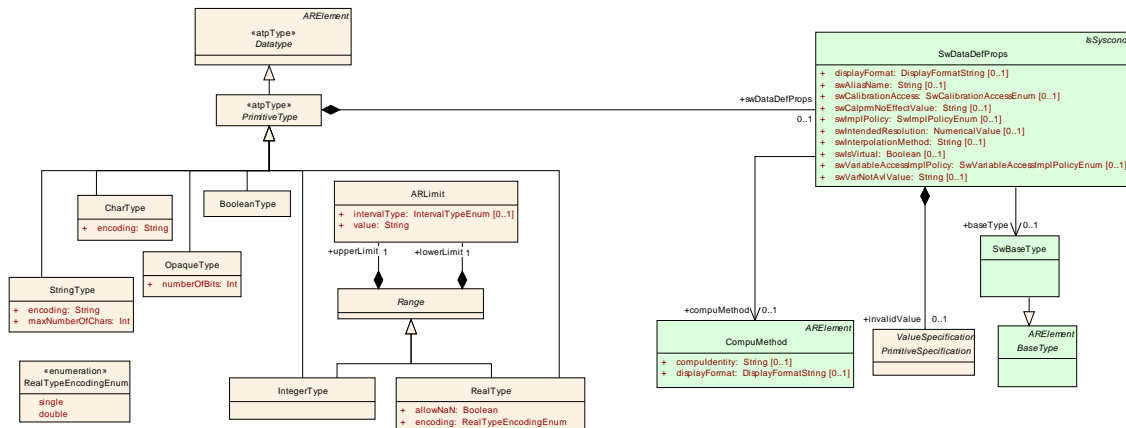 ARElement
«atpType»
Datatype
«atpType»
PrimitiveType
+swDataDefProps
0..1
IsSyscond
SwDataDefProps
+ displayFormat: DisplayFormatString [0..1]
+ swAliasName: String [0..1]
+ swCalibrationAccess: SwCalibrationAccessEnum [0..1]
+ swCalprmNoEffectValue: String [0..1]
+ swImplPolicy: SwImplPolicyEnum [0..1]
+ swIntendedResolution: NumericalValue [0..1]
+ swInterpolationMethod: String [0..1]
+ swIsVirtual: Boolean [0..1]
+ swVariableAccessImplPolicy: SwVariableAccessImplPolicyEnum [0..1]
+ swVarNotAvlValue: String [0..1]
CharType
+ encoding: String
BooleanType
ARLimit
+ intervalType: IntervalTypeEnum [0..1]
+ value: String
+upperLimit 1
+lowerLimit 1
OpaqueType
+ numberOfBits: Int
StringType
+ encoding: String
+ maxNumberOfChars: Int
Range
+baseType 0..1
SwBaseType
+compuMethod 0..1
+invalidValue 0..1
ARElement
CompuMethod
+ compuIdentity: String [0..1]
+ displayFormat: DisplayFormatString [0..1]
ValueSpecification
PrimitiveSpecification
ARElement
BaseType
«enumeration»
RealTypeEncodingEnum
single
double
IntegerType
RealType
+ allowNaN: Boolean
+ encoding: RealTypeEncodingEnum